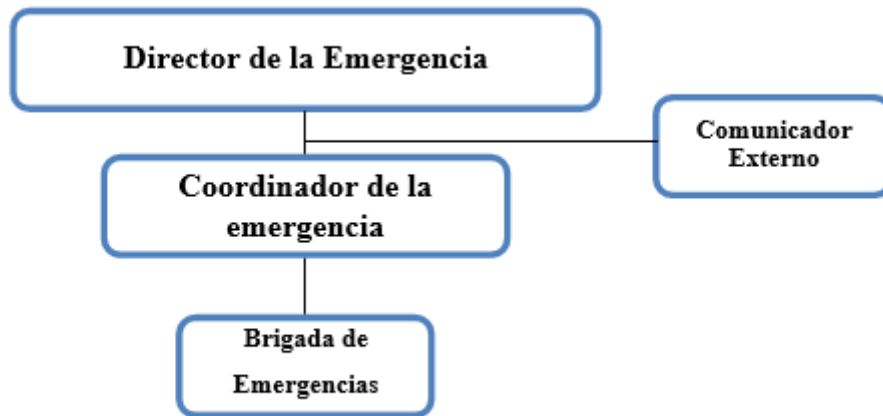 Director de la Emergencia
Comunicador
Externo
Coordinador de la
emergencia
Brigada de
Emergencias